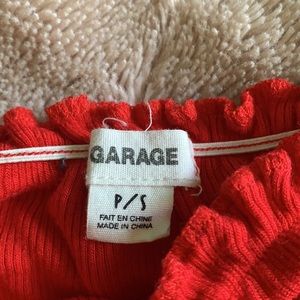 GARAGE
P/S
FAIT EN CHINE
MADE IN CHINA